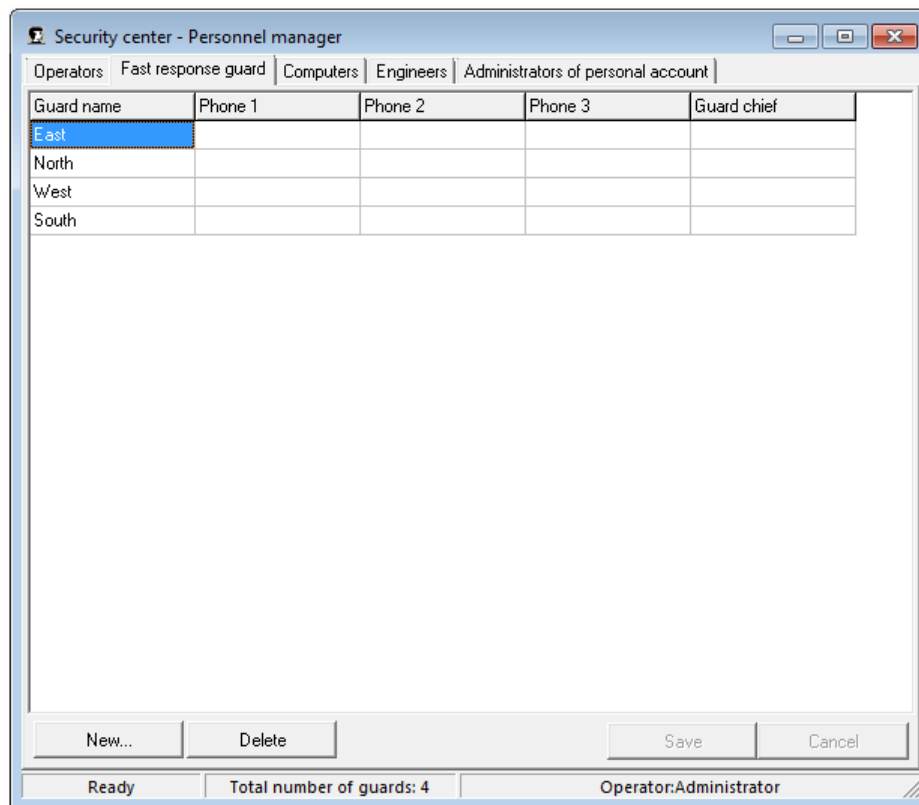 Security center - Personnel manager
Operators Fast response guard Computers Engineers Administrators of personal account
Guard name Phone 1 Phone 2 Phone 3 Guard chief
East
North
West
South
New... Delete Save Cancel
Ready Total number of guards: 4 Operator:Administrator